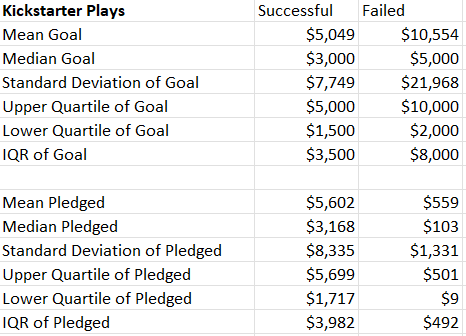 Kickstarter Plays Successful Failed
Mean Goal $5,049 $10,554
Median Goal $3,000 $5,000
Standard Deviation of Goal $7,749 $21,968
Upper Quartile of Goal $5,000 $10,000
Lower Quartile of Goal $1,500 $2,000
IQR of Goal $3,500 $8,000
Mean Pledged $5,602 $559
Median Pledged $3,168 $103
Standard Deviation of Pledged $8,335 $1,331
Upper Quartile of Pledged $5,699 $501
Lower Quartile of Pledged $1,717 $9
IQR of Pledged $3,982 $492